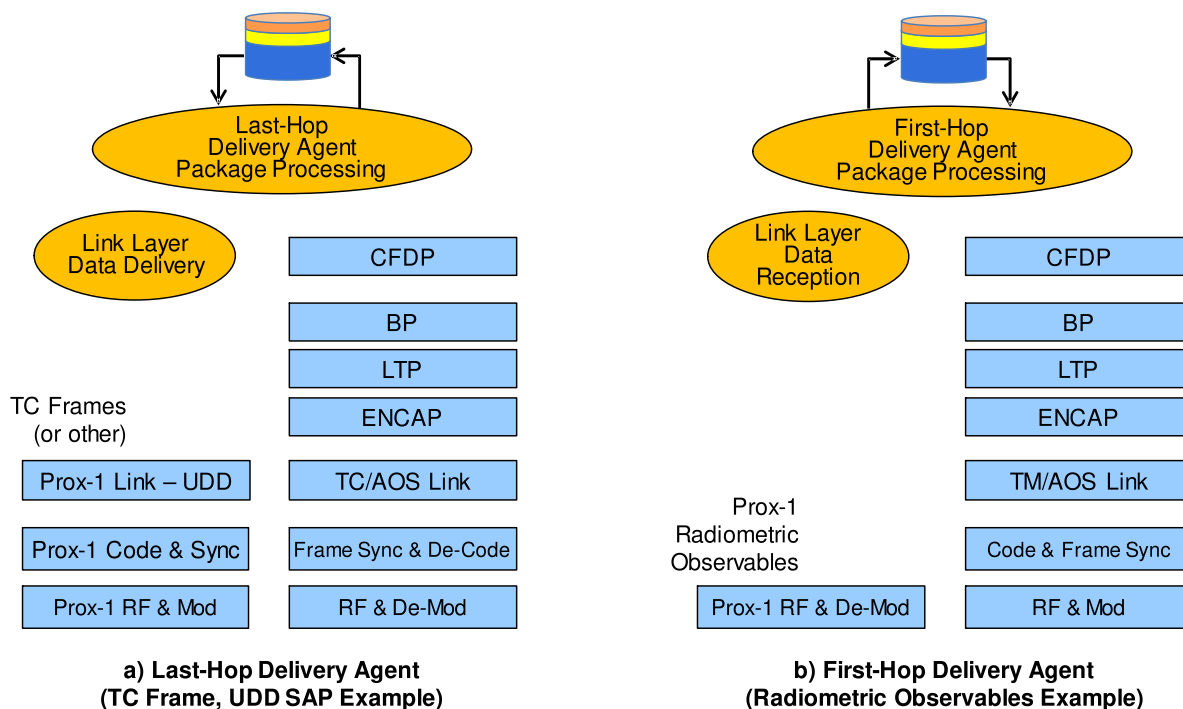 Last-Hop
Delivery Agent
Package Processing
Link Layer
Data Delivery
CFDP
BP
LTP
TC Frames
(or other)
ENCAP
Prox-1 Link – UDD
TC/AOS Link
Prox-1 Code & Sync
Frame Sync & De-Code
Prox-1 RF & Mod
RF & De-Mod
a) Last-Hop Delivery Agent
(TC Frame, UDD SAP Example)
First-Hop
Delivery Agent
Package Processing
Link Layer
Data
Reception
CFDP
BP
LTP
ENCAP
TM/AOS Link
Prox-1
Radiometric
Observables
Code & Frame Sync
Prox-1 RF & De-Mod
RF & Mod
b) First-Hop Delivery Agent
(Radiometric Observables Example)